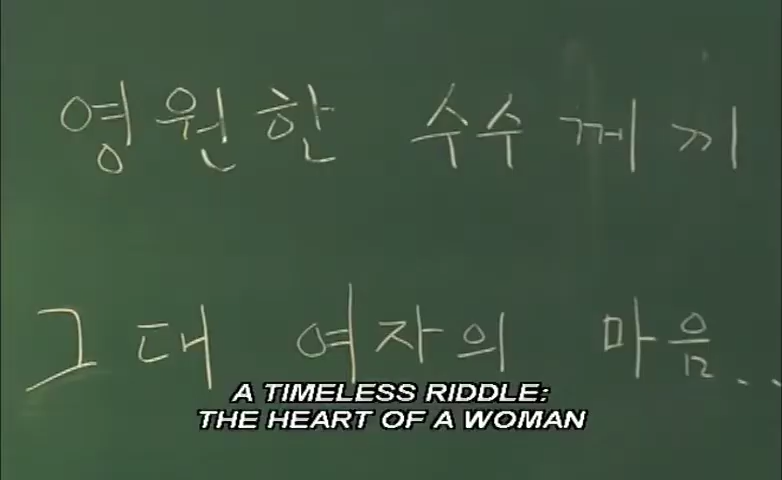 영원한 수수께끼
그대 여자의 마음...
A TIMELESS RIDDLE:
THE HEART OF A WOMAN